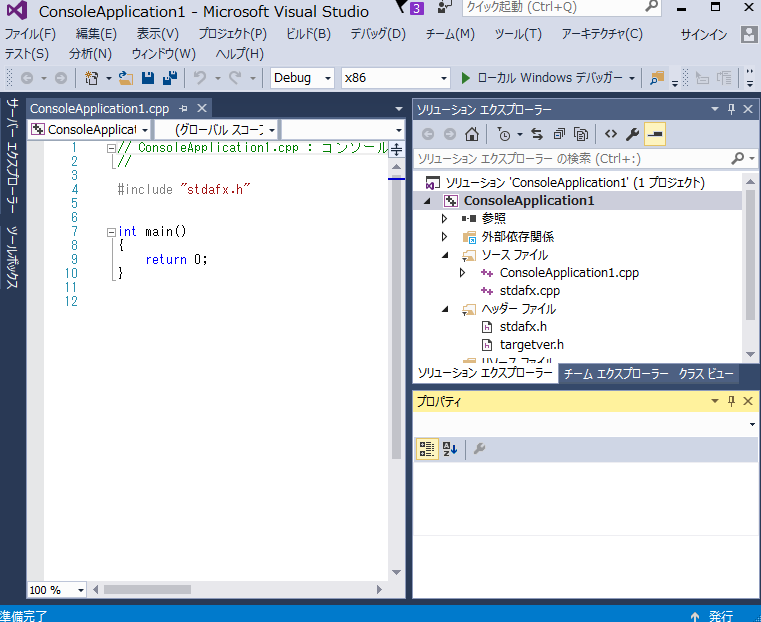 ConsoleApplication1 - Microsoft Visual Studio
3
クイック起動 (Ctrl+Q)
ファイル(F) 編集(E) 表示(V) プロジェクト(P) ビルド(B) デバッグ(D) チーム(M) ツール(T) アーキテクチャ(C) サインイン
テスト(S) 分析(N) ウィンドウ(W) ヘルプ(H)
Debug x86 ローカル Windows デバッガー
サーバー エクスプローラー
ツールボックス
ConsoleApplication1.cpp
ConsoleApplicat (グローバル スコープ
1 // ConsoleApplication1.cpp : コンソール
2 //
3
4 #include "stdafx.h"
5
6
7 int main()
8 {
9 return 0;
10 }
11
12
100 %
ソリューション エクスプローラー
ソリューション エクスプローラー の検索 (Ctrl+:)
ソリューション 'ConsoleApplication1' (1 プロジェクト)
ConsoleApplication1
参照
外部依存関係
ソース ファイル
ConsoleApplication1.cpp
stdafx.cpp
ヘッダー ファイル
stdafx.h
targetver.h
リソース ファイル
ソリューション エクスプローラー チーム エクスプローラー クラス ビュー
プロパティ
準備完了
発行